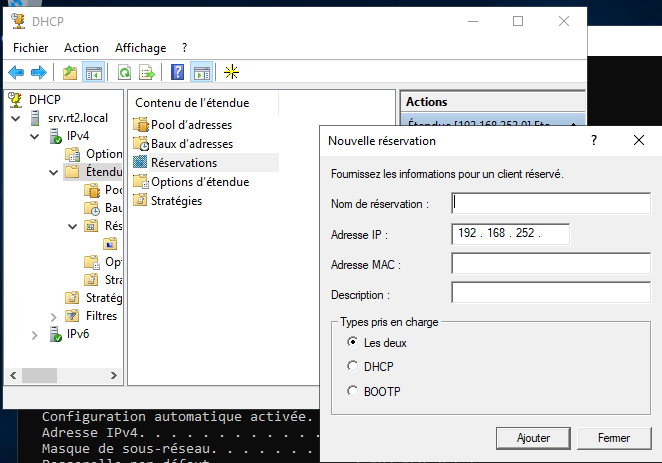 DHCP
Fichier Action Affichage ?
DHCP
srv.rt2.local
IPv4
Option
Étendu
Poo
Bau
Rés
Op
Stra
Stratég
Filtres
IPv6
Contenu de l'étendue
Pool d'adresses
Baux d'adresses
Réservations
Options d'étendue
Stratégies
Actions
Étendue [192.168.252.0] Ete...
Nouvelle réservation ?
Fournissez les informations pour un client réservé.
Nom de réservation :
Adresse IP : 192 . 168 . 252 .
Adresse MAC :
Description :
Types pris en charge
Les deux
DHCP
BOOTP
Ajouter Fermer
Configuration automatique activée.
Adresse IPv4. . . . . . . . . . . .
Masque de sous-réseau. . . . . . . .